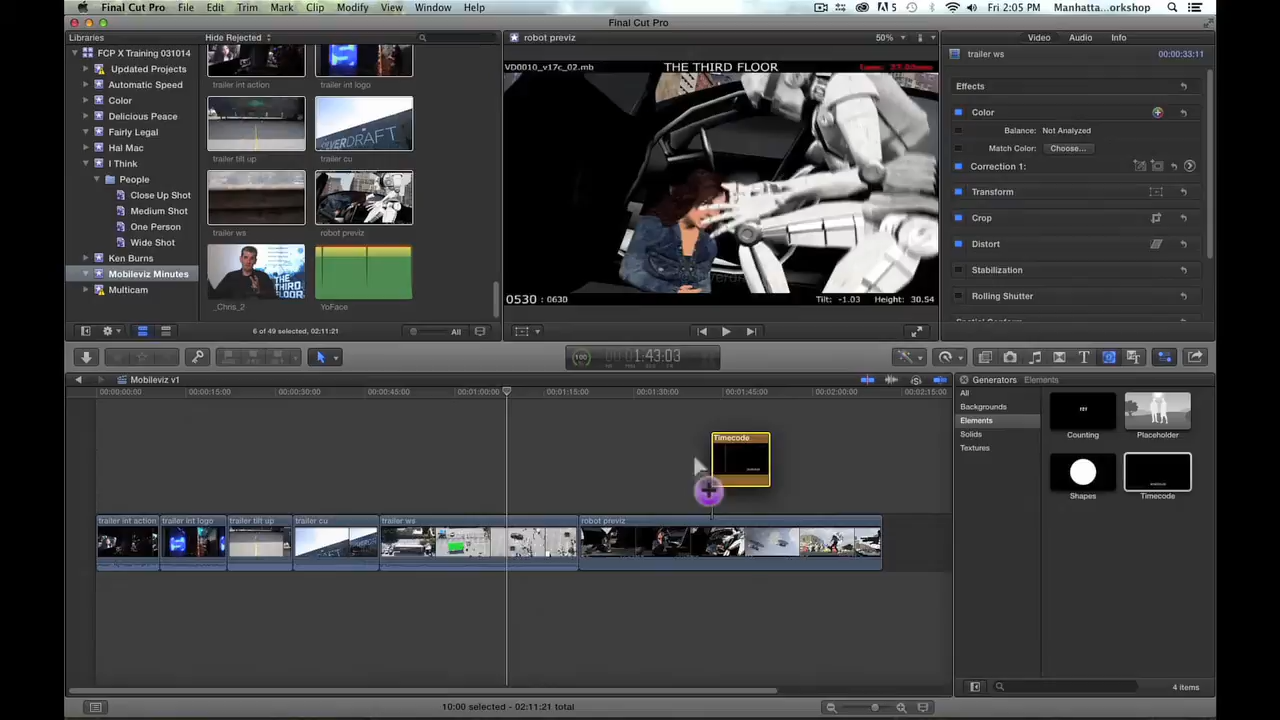 Final Cut Pro File Edit Trim Mark Clip Modify View Window Help Fri 2:05 PM Manhatta...orkshop
Final Cut Pro
Libraries Hide Rejected robot previz 50% Video Audio Info
FCP X Training 031014
Updated Projects
Automatic Speed
Color
Delicious Peace
Fairly Legal
Hal Mac
I Think
People
Close Up Shot
Medium Shot
One Person
Wide Shot
Ken Burns
Mobileviz Minutes
Multicam
trailer int action trailer int logo
trailer tilt up trailer cu
trailer ws robot previz
_Chris_2 YoFace
6 of 49 selected, 02:11:21 All
VD0010_v17c_02.mb THE THIRD FLOOR
0530 : 0630 Tilt: -1.03 Height: 30.54
trailer ws 00:00:33:11
Effects
Color
Balance: Not Analyzed
Match Color: Choose...
Correction 1:
Transform
Crop
Distort
Stabilization
Rolling Shutter
100 1:43:03
Mobileviz v1
00:00:00:00 00:00:15:00 00:00:30:00 00:00:45:00 00:01:00:00 00:01:15:00 00:01:30:00 00:01:45:00 00:02:00:00 00:02:15:00
Timecode
trailer int action trailer int logo trailer tilt up trailer cu trailer ws robot previz
Generators Elements
All
Backgrounds
Elements
Solids
Textures
Counting Placeholder
Shapes Timecode
4 items
10:00 selected - 02:11:21 total